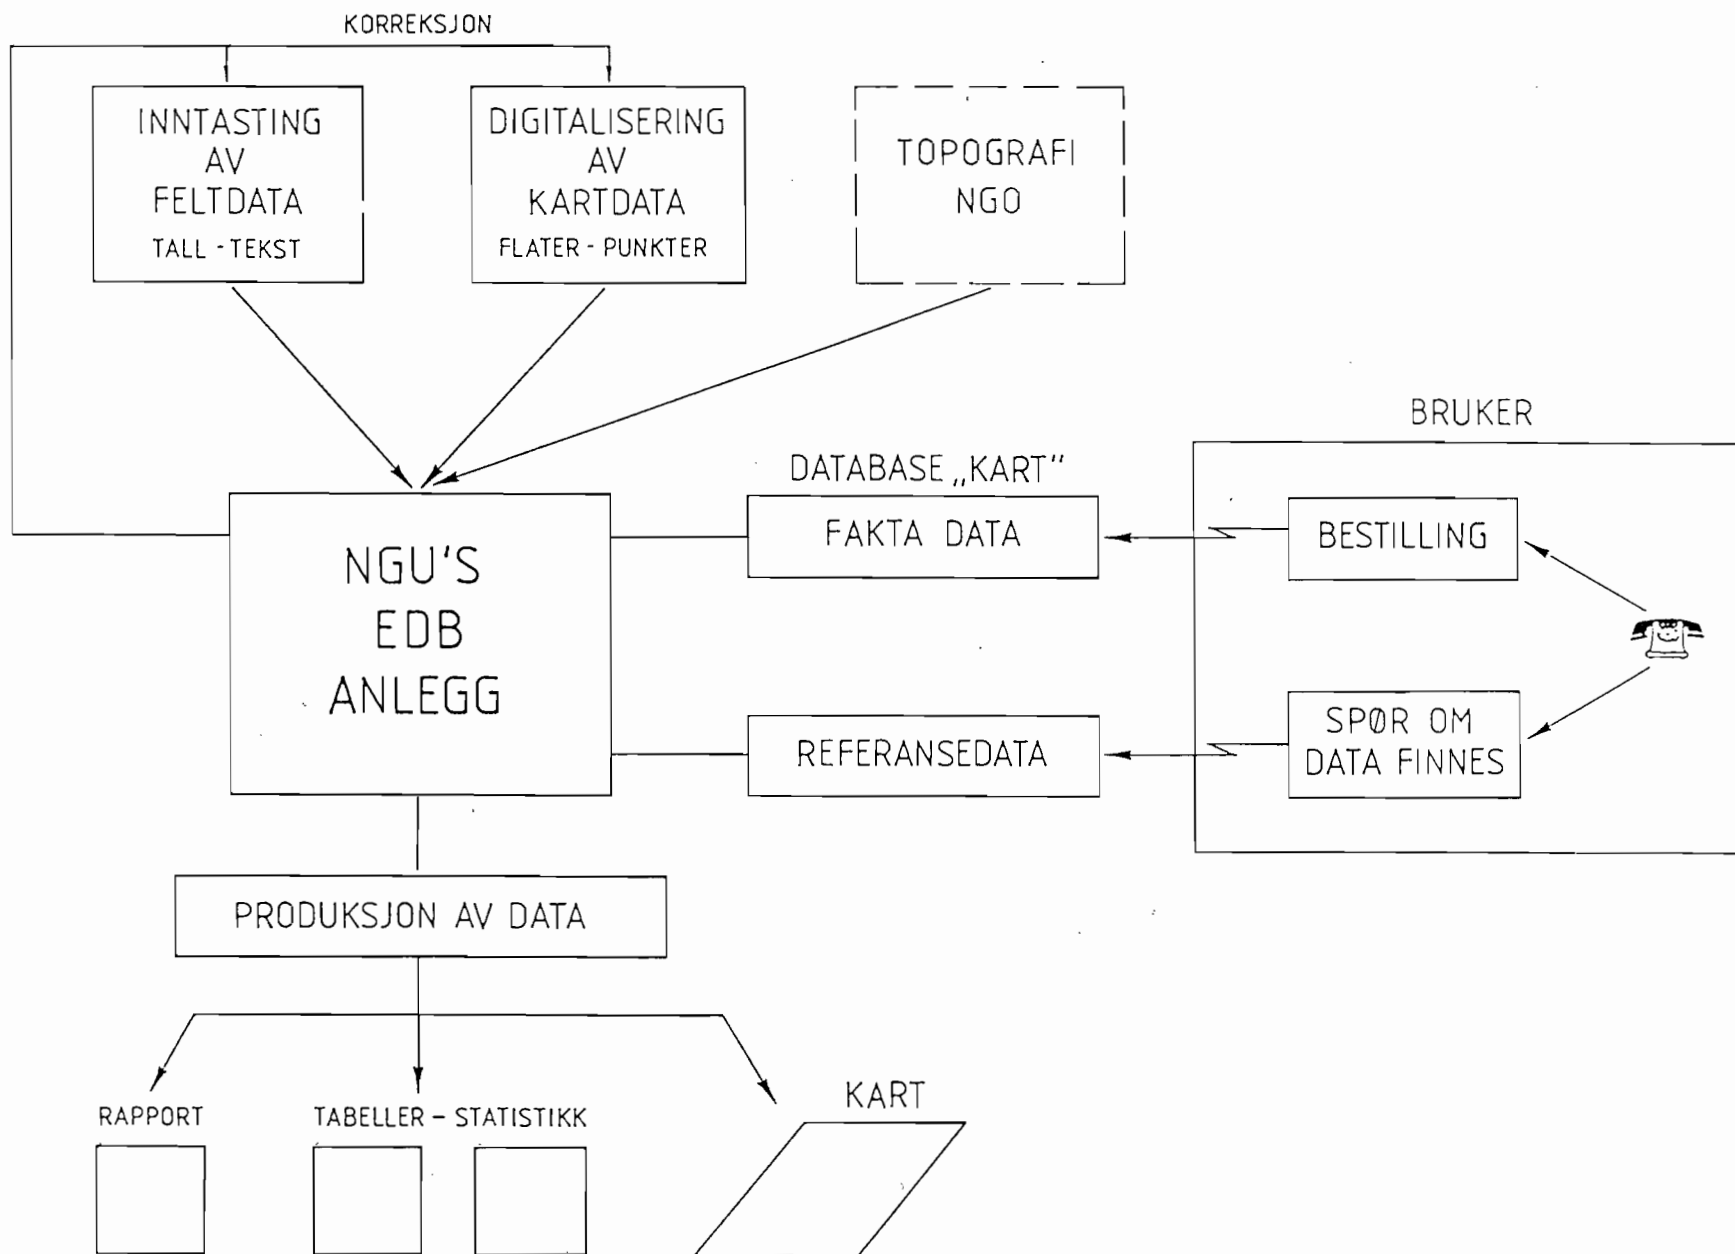 KORREKSJON
INNTASTING
AV
FELTDATA
TALL - TEKST
DIGITALISERING
AV
KARTDATA
FLATER - PUNKTER
TOPOGRAFI
NGO
BRUKER
DATABASE „KART"
FAKTA DATA
BESTILLING
NGU'S
EDB
ANLEGG
REFERANSEDATA
SPØR OM
DATA FINNES
PRODUKSJON AV DATA
RAPPORT
TABELLER - STATISTIKK
KART